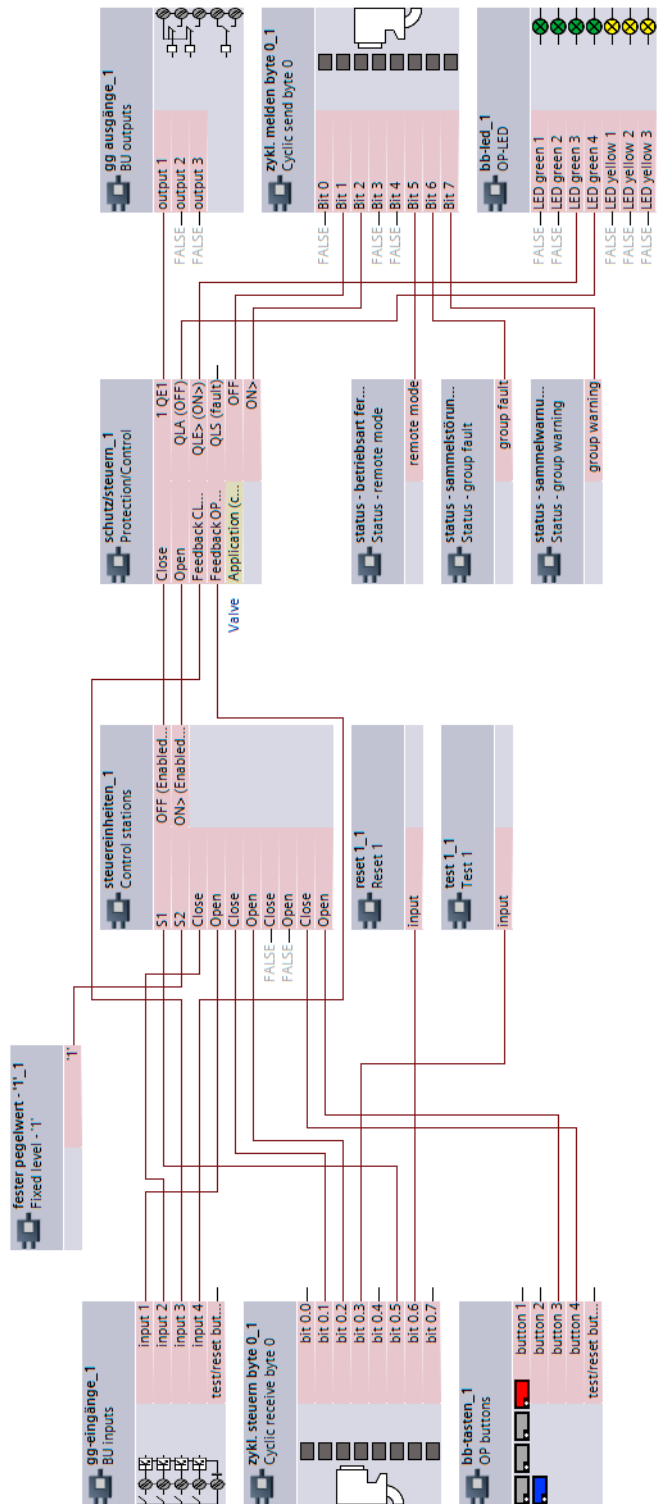 gg-eingänge_1
BU inputs
input 1
input 2
input 3
input 4
test/reset but...
zykl. steuern byte 0_1
Cyclic receive byte 0
bit 0.0
bit 0.1
bit 0.2
bit 0.3
bit 0.4
bit 0.5
bit 0.6
bit 0.7
bb-tasten_1
OP buttons
button 1
button 2
button 3
button 4
test/reset but...
fester pegelwert - '1'_1
Fixed level - '1'
'1'
steuereinheiten_1
Control stations
S1
OFF (Enabled...
S2
ON> (Enabled...
Close
Open
Close
Open
FALSE
Close
FALSE
Open
Close
Open
reset 1_1
Reset 1
input
test 1_1
Test 1
input
schutz/steuern_1
Protection/Control
Close
1 QE1
Open
QLA (OFF)
Feedback CL...
QLE> (ON>)
Feedback OP...
QLS (fault)
Valve
Application (c...
OFF
ON>
status - betriebsart fer...
Status - remote mode
remote mode
status - sammelstörun...
Status - group fault
group fault
status - sammelwarnu...
Status - group warning
group warning
gg ausgänge_1
BU outputs
output 1
FALSE
output 2
FALSE
output 3
zykl. melden byte 0_1
Cyclic send byte 0
FALSE
Bit 0
Bit 1
Bit 2
FALSE
Bit 3
FALSE
Bit 4
Bit 5
Bit 6
Bit 7
bb-led_1
OP-LED
FALSE
LED green 1
FALSE
LED green 2
LED green 3
LED green 4
FALSE
LED yellow 1
FALSE
LED yellow 2
FALSE
LED yellow 3